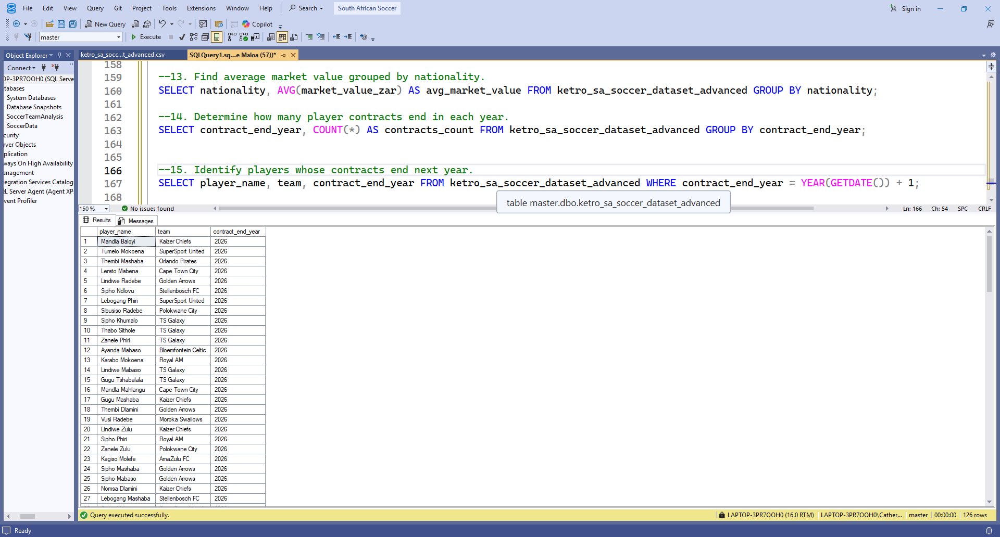 File Edit View Query Git Project Tools Extensions Window Help Search South African Soccer Sign in
New Query DAX Copilot
master Execute
Object Explorer
ketro_sa_socc...t_advanced.csv SQLQuery1.sq...e Maloa (57))*
Connect
OP-3PR7OOH0 (SQL Serve
tabases
System Databases
Database Snapshots
SoccerTeamAnalysis
SoccerData
curity
rver Objects
plication
ways On High Availability
anagement
tegration Services Catalog
QL Server Agent (Agent XP
vent Profiler
158
159 --13. Find average market value grouped by nationality.
160 SELECT nationality, AVG(market_value_zar) AS avg_market_value FROM ketro_sa_soccer_dataset_advanced GROUP BY nationality;
161
162 --14. Determine how many player contracts end in each year.
163 SELECT contract_end_year, COUNT(*) AS contracts_count FROM ketro_sa_soccer_dataset_advanced GROUP BY contract_end_year;
164
165
166 --15. Identify players whose contracts end next year.
167 SELECT player_name, team, contract_end_year FROM ketro_sa_soccer_dataset_advanced WHERE contract_end_year = YEAR(GETDATE()) + 1;
168
table master.dbo.ketro_sa_soccer_dataset_advanced
150 % No issues found Ln: 166 Ch: 54 SPC CRLF
Results Messages
player_name team contract_end_year
1 Mandla Baloyi Kaizer Chiefs 2026
2 Tumelo Mokoena SuperSport United 2026
3 Thembi Mashaba Orlando Pirates 2026
4 Lerato Mabena Cape Town City 2026
5 Lindiwe Radebe Golden Arrows 2026
6 Sipho Ndlovu Stellenbosch FC 2026
7 Lebogang Phiri SuperSport United 2026
8 Sibusiso Radebe Polokwane City 2026
9 Sipho Khumalo TS Galaxy 2026
10 Thabo Sithole TS Galaxy 2026
11 Zanele Phiri TS Galaxy 2026
12 Ayanda Mabaso Bloemfontein Celtic 2026
13 Karabo Mokoena Royal AM 2026
14 Lindiwe Mabaso TS Galaxy 2026
15 Gugu Tshabalala TS Galaxy 2026
16 Mandla Mahlangu Cape Town City 2026
17 Gugu Mashaba Kaizer Chiefs 2026
18 Thembi Dlamini Golden Arrows 2026
19 Vusi Radebe Moroka Swallows 2026
20 Lindiwe Zulu Kaizer Chiefs 2026
21 Sipho Phiri Royal AM 2026
22 Zanele Zulu Polokwane City 2026
23 Kagiso Molefe AmaZulu FC 2026
24 Sipho Mashaba Golden Arrows 2026
25 Sipho Mabaso Golden Arrows 2026
26 Nomsa Dlamini Kaizer Chiefs 2026
27 Lebogang Mashaba Stellenbosch FC 2026
Query executed successfully. LAPTOP-3PR7OOH0 (16.0 RTM) LAPTOP-3PR7OOH0\Cather... master 00:00:00 126 rows
Ready